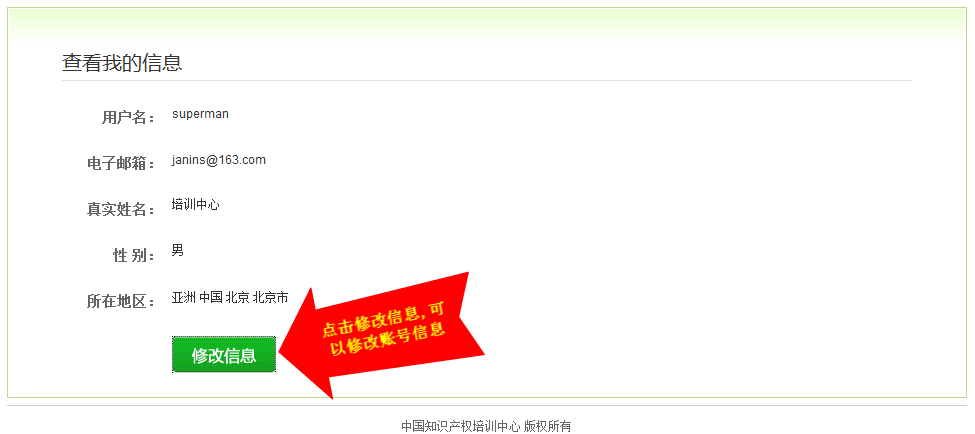 查看我的信息
用户名： superman
电子邮箱： janins@163.com
真实姓名： 培训中心
性 别： 男
所在地区： 亚洲 中国 北京 北京市
点击修改信息, 可
以修改账号信息
修改信息
中国知识产权培训中心 版权所有